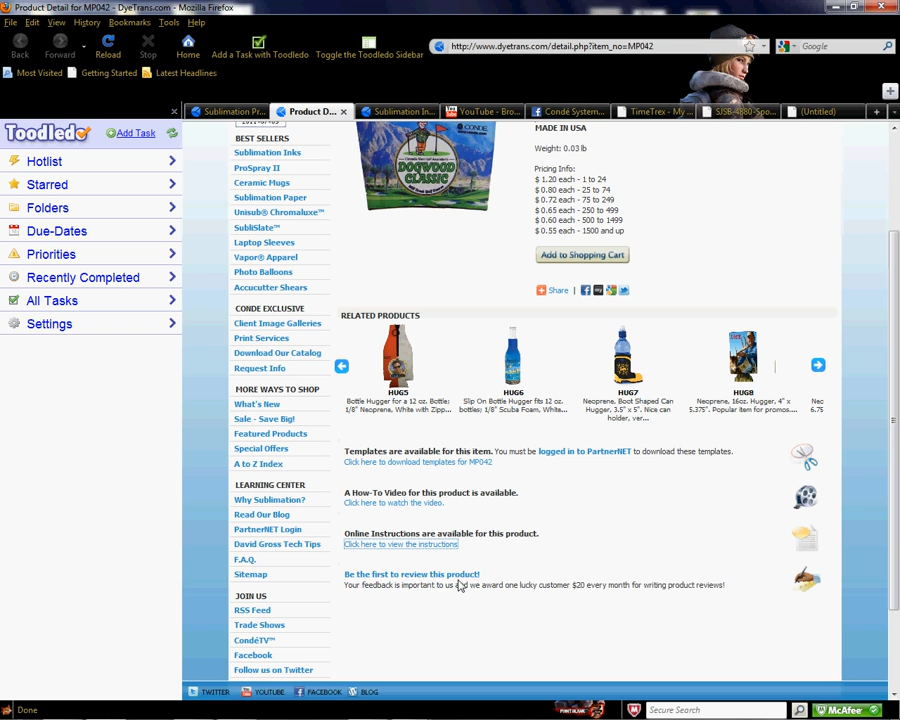 Product Detail for MP042 - DyeTrans.com - Mozilla Firefox
File Edit View History Bookmarks Tools Help
Back Forward Reload Stop Home Add a Task with Toodledo Toggle the Toodledo Sidebar
http://www.dyetrans.com/detail.php?item_no=MP042
Google
Most Visited Getting Started Latest Headlines
Sublimation Pr...
Product D...
Sublimation In...
YouTube - Bro...
Condé System...
TimeTrex - My ...
SJSB-4880-Spo...
(Untitled)
Toodledo
Add Task
Hotlist
Starred
Folders
Due-Dates
Priorities
Recently Completed
All Tasks
Settings
BEST SELLERS
Sublimation Inks
ProSpray II
Ceramic Mugs
Sublimation Paper
Unisub® Chromaluxe™
SubliSlate™
Laptop Sleeves
Vapor® Apparel
Photo Balloons
Accucutter Shears
CONDE EXCLUSIVE
Client Image Galleries
Print Services
Download Our Catalog
Request Info
MORE WAYS TO SHOP
What's New
Sale - Save Big!
Featured Products
Special Offers
A to Z Index
LEARNING CENTER
Why Sublimation?
Read Our Blog
PartnerNET Login
David Gross Tech Tips
F.A.Q.
Sitemap
JOIN US
RSS Feed
Trade Shows
CondéTV™
Facebook
Follow us on Twitter
CONDE
DOGWOOD
CLASSIC
MADE IN USA
Weight: 0.03 lb
Pricing Info:
$ 1.20 each - 1 to 24
$ 0.80 each - 25 to 74
$ 0.72 each - 75 to 249
$ 0.65 each - 250 to 499
$ 0.60 each - 500 to 1499
$ 0.55 each - 1500 and up
Add to Shopping Cart
Share |
RELATED PRODUCTS
HUG5
Bottle Hugger for a 12 oz. Bottle;
1/8" Neoprene, White with Zipp...
HUG6
Slip On Bottle Hugger fits 12 oz.
bottles; 1/8" Scuba Foam, White...
HUG7
Neoprene, Boot Shaped Can
Hugger, 3.5" x 5". Nice can
holder, ver...
HUG8
Neoprene, 16oz. Hugger, 4" x
5.375". Popular item for promos....
Nec
6.75
Templates are available for this item. You must be logged in to PartnerNET to download these templates.
Click here to download templates for MP042
A How-To Video for this product is available.
Click here to watch the video.
Online Instructions are available for this product.
Click here to view the instructions
Be the first to review this product!
Your feedback is important to us and we award one lucky customer $20 every month for writing product reviews!
TWITTER YOUTUBE FACEBOOK BLOG
Done
Secure Search
McAfee